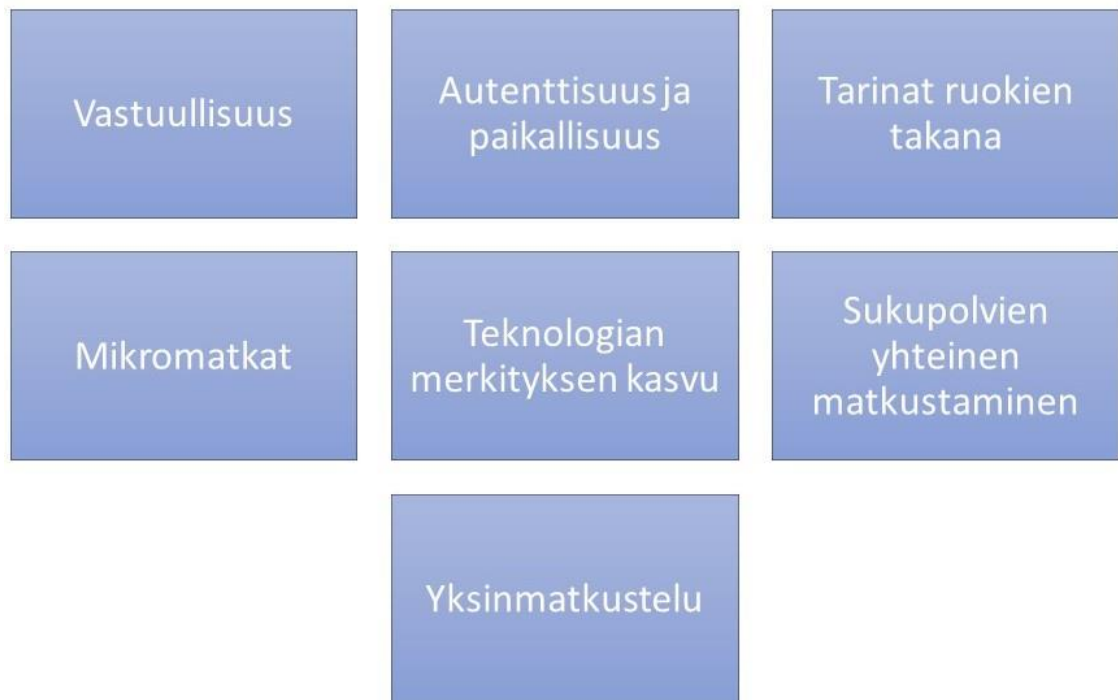 Vastuullisuus
Autenttisuus ja
paikallisuus
Tarinat ruokien
takana
Mikromatkat
Teknologian
merkityksen kasvu
Sukupolvien
yhteinen
matkustaminen
Yksinmatkustelu